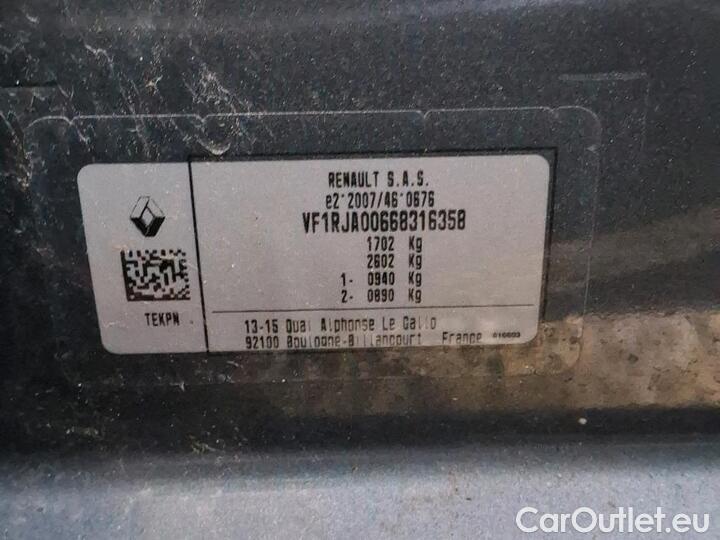 RENAULT S.A.S.
e2*2007/46*0676
VF1RJA00668316358
1702 Kg
2602 Kg
1- 0940 Kg
2- 0890 Kg
TEKPN
13-15 Quai Alphonse Le Gallo
92100 Boulogne-Billancourt France 616603
CarOutlet.eu